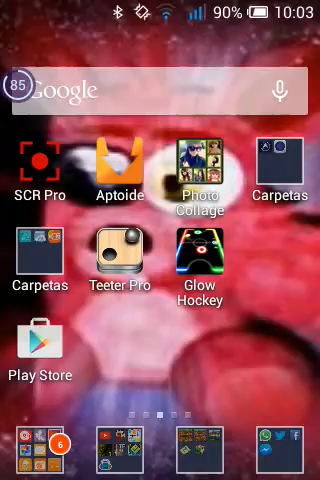 90% 10:03
85
Google
SCR Pro
Aptoide
Photo
Collage
Carpetas
Carpetas
Teeter Pro
Glow
Hockey
Play Store
6